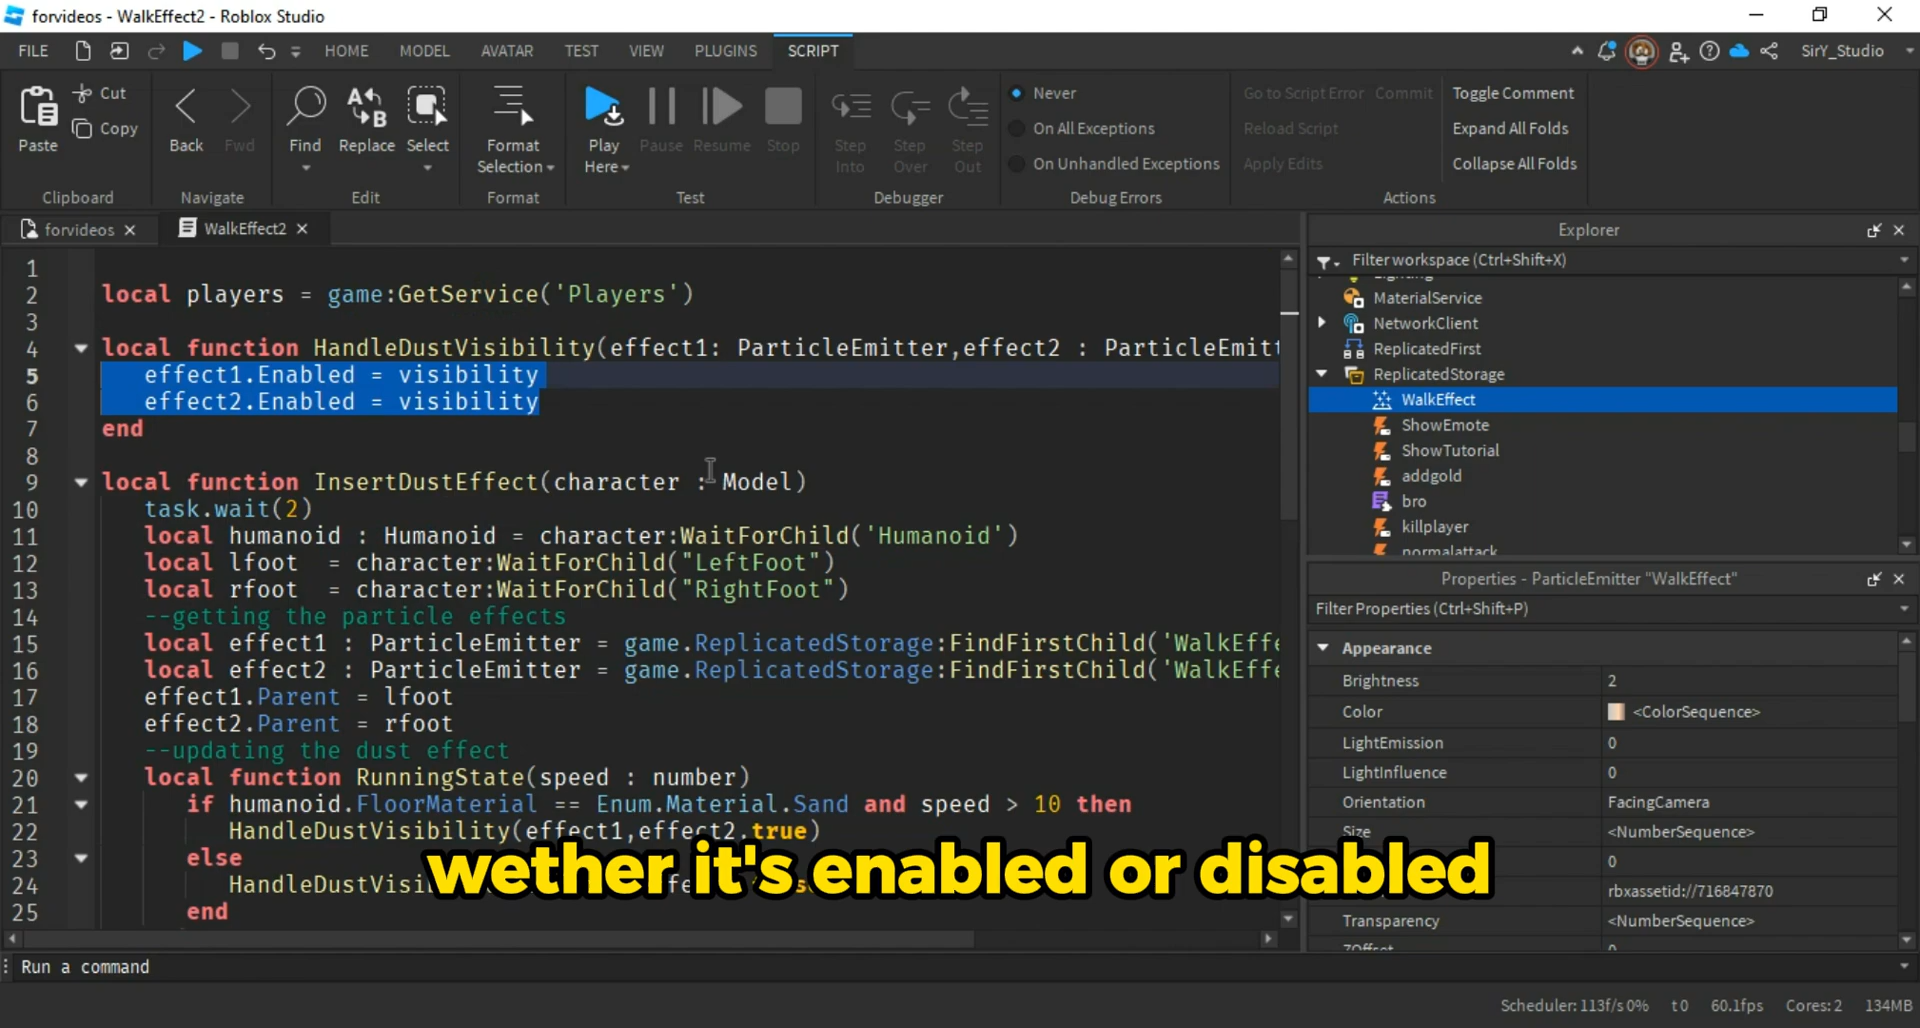 forvideos - WalkEffect2 - Roblox Studio
FILE HOME MODEL AVATAR TEST VIEW PLUGINS SCRIPT SirY_Studio
Paste Cut Copy
Clipboard
Back Fwd
Navigate
Find Replace Select
Edit
Format Selection
Format
Play Here Pause Resume Stop
Test
Step Into Step Over Step Out
Debugger
Never
On All Exceptions
On Unhandled Exceptions
Debug Errors
Go to Script Error Commit
Reload Script
Apply Edits
Toggle Comment
Expand All Folds
Collapse All Folds
Actions
forvideos WalkEffect2
1
2 local players = game:GetService('Players')
3
4 local function HandleDustVisibility(effect1: ParticleEmitter,effect2 : ParticleEmitt
5 effect1.Enabled = visibility
6 effect2.Enabled = visibility
7 end
8
9 local function InsertDustEffect(character : Model)
10 task.wait(2)
11 local humanoid : Humanoid = character:WaitForChild('Humanoid')
12 local lfoot = character:WaitForChild("LeftFoot")
13 local rfoot = character:WaitForChild("RightFoot")
14 --getting the particle effects
15 local effect1 : ParticleEmitter = game.ReplicatedStorage:FindFirstChild('WalkEffe
16 local effect2 : ParticleEmitter = game.ReplicatedStorage:FindFirstChild('WalkEffe
17 effect1.Parent = lfoot
18 effect2.Parent = rfoot
19 --updating the dust effect
20 local function RunningState(speed : number)
21 if humanoid.FloorMaterial == Enum.Material.Sand and speed > 10 then
22 HandleDustVisibility(effect1,effect2,true)
23 else
24 HandleDustVisi
25 end
wether it's enabled or disabled
Explorer
Filter workspace (Ctrl+Shift+X)
Lighting
MaterialService
NetworkClient
ReplicatedFirst
ReplicatedStorage
WalkEffect
ShowEmote
ShowTutorial
addgold
bro
killplayer
normalattack
Properties - ParticleEmitter "WalkEffect"
Filter Properties (Ctrl+Shift+P)
Appearance
Brightness 2
Color <ColorSequence>
LightEmission 0
LightInfluence 0
Orientation FacingCamera
Size <NumberSequence>
0
rbxassetid://716847870
Transparency <NumberSequence>
ZOffset 0
Run a command
Scheduler:113f/s0% t0 60.1fps Cores:2 134MB